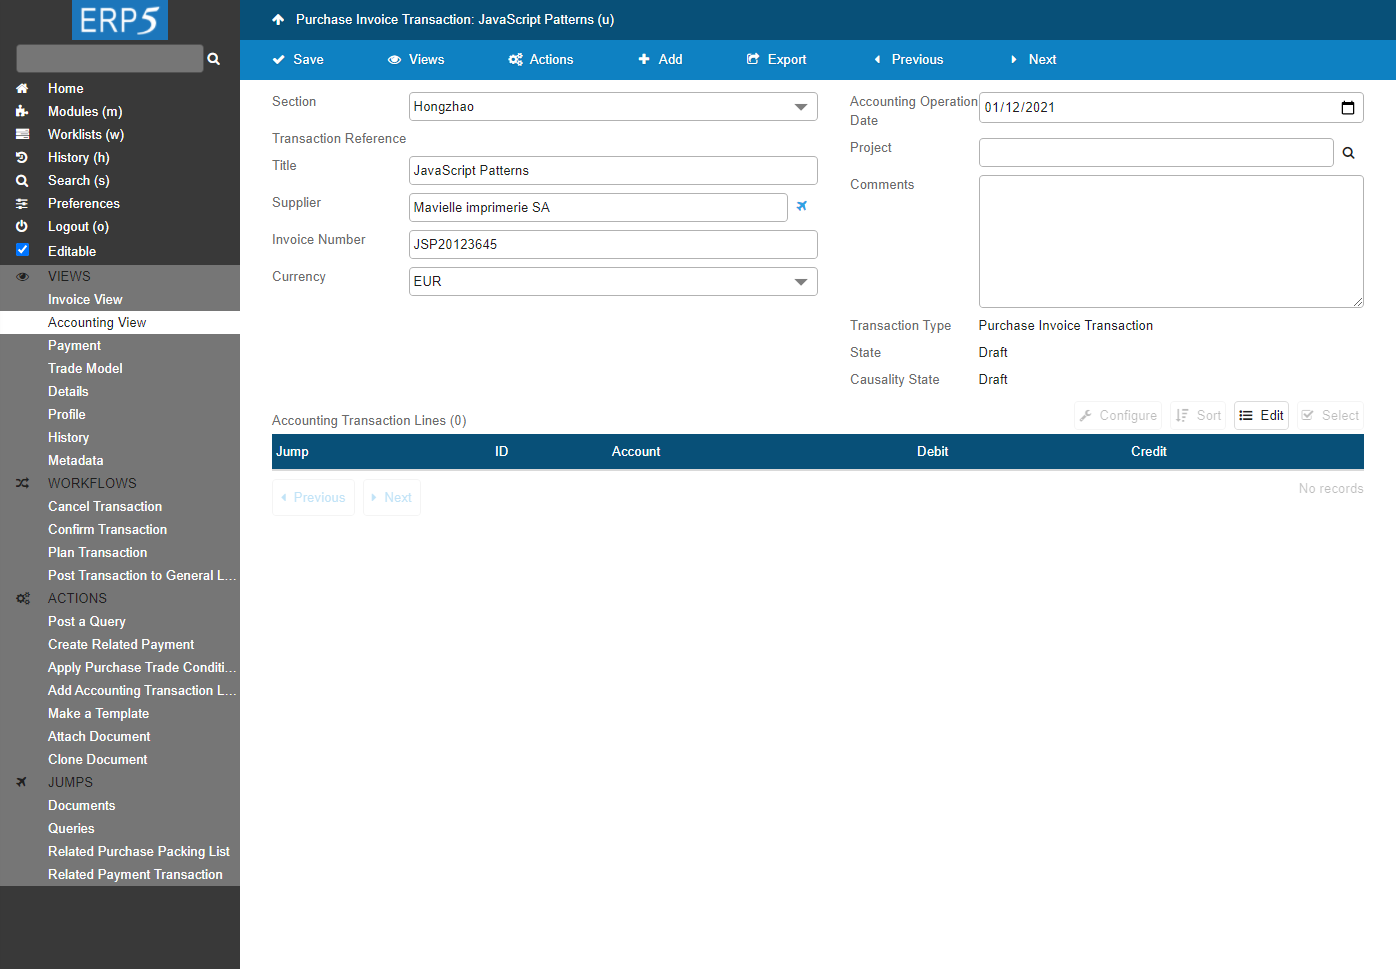 ERP5
Home
Modules (m)
Worklists (w)
History (h)
Search (s)
Preferences
Logout (o)
Editable
VIEWS
Invoice View
Accounting View
Payment
Trade Model
Details
Profile
History
Metadata
WORKFLOWS
Cancel Transaction
Confirm Transaction
Plan Transaction
Post Transaction to General L...
ACTIONS
Post a Query
Create Related Payment
Apply Purchase Trade Conditi...
Add Accounting Transaction L...
Make a Template
Attach Document
Clone Document
JUMPS
Documents
Queries
Related Purchase Packing List
Related Payment Transaction
Purchase Invoice Transaction: JavaScript Patterns (u)
Save Views Actions Add Export Previous Next
Section Hongzhao
Transaction Reference
Title JavaScript Patterns
Supplier Mavielle imprimerie SA
Invoice Number JSP20123645
Currency EUR
Accounting Operation
Date 01/12/2021
Project
Comments
Transaction Type Purchase Invoice Transaction
State Draft
Causality State Draft
Accounting Transaction Lines (0) Configure Sort Edit Select
Jump ID Account Debit Credit
Previous Next No records